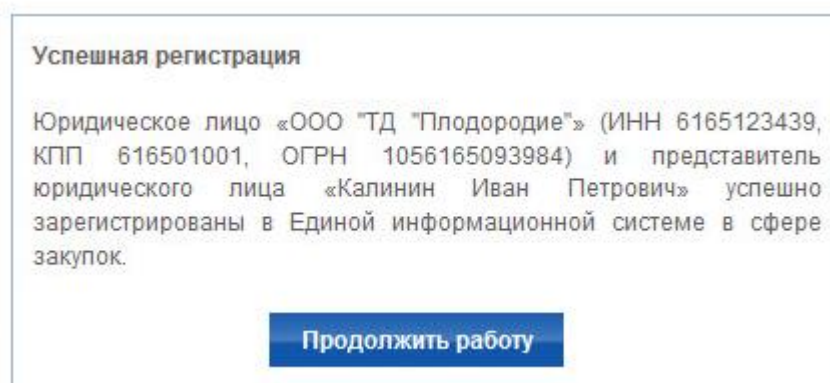 Успешная регистрация
Юридическое лицо «ООО "ТД "Плодородие"» (ИНН 6165123439,
КПП 616501001, ОГРН 1056165093984) и представитель
юридического лица «Калинин Иван Петрович» успешно
зарегистрированы в Единой информационной системе в сфере
закупок.
Продолжить работу